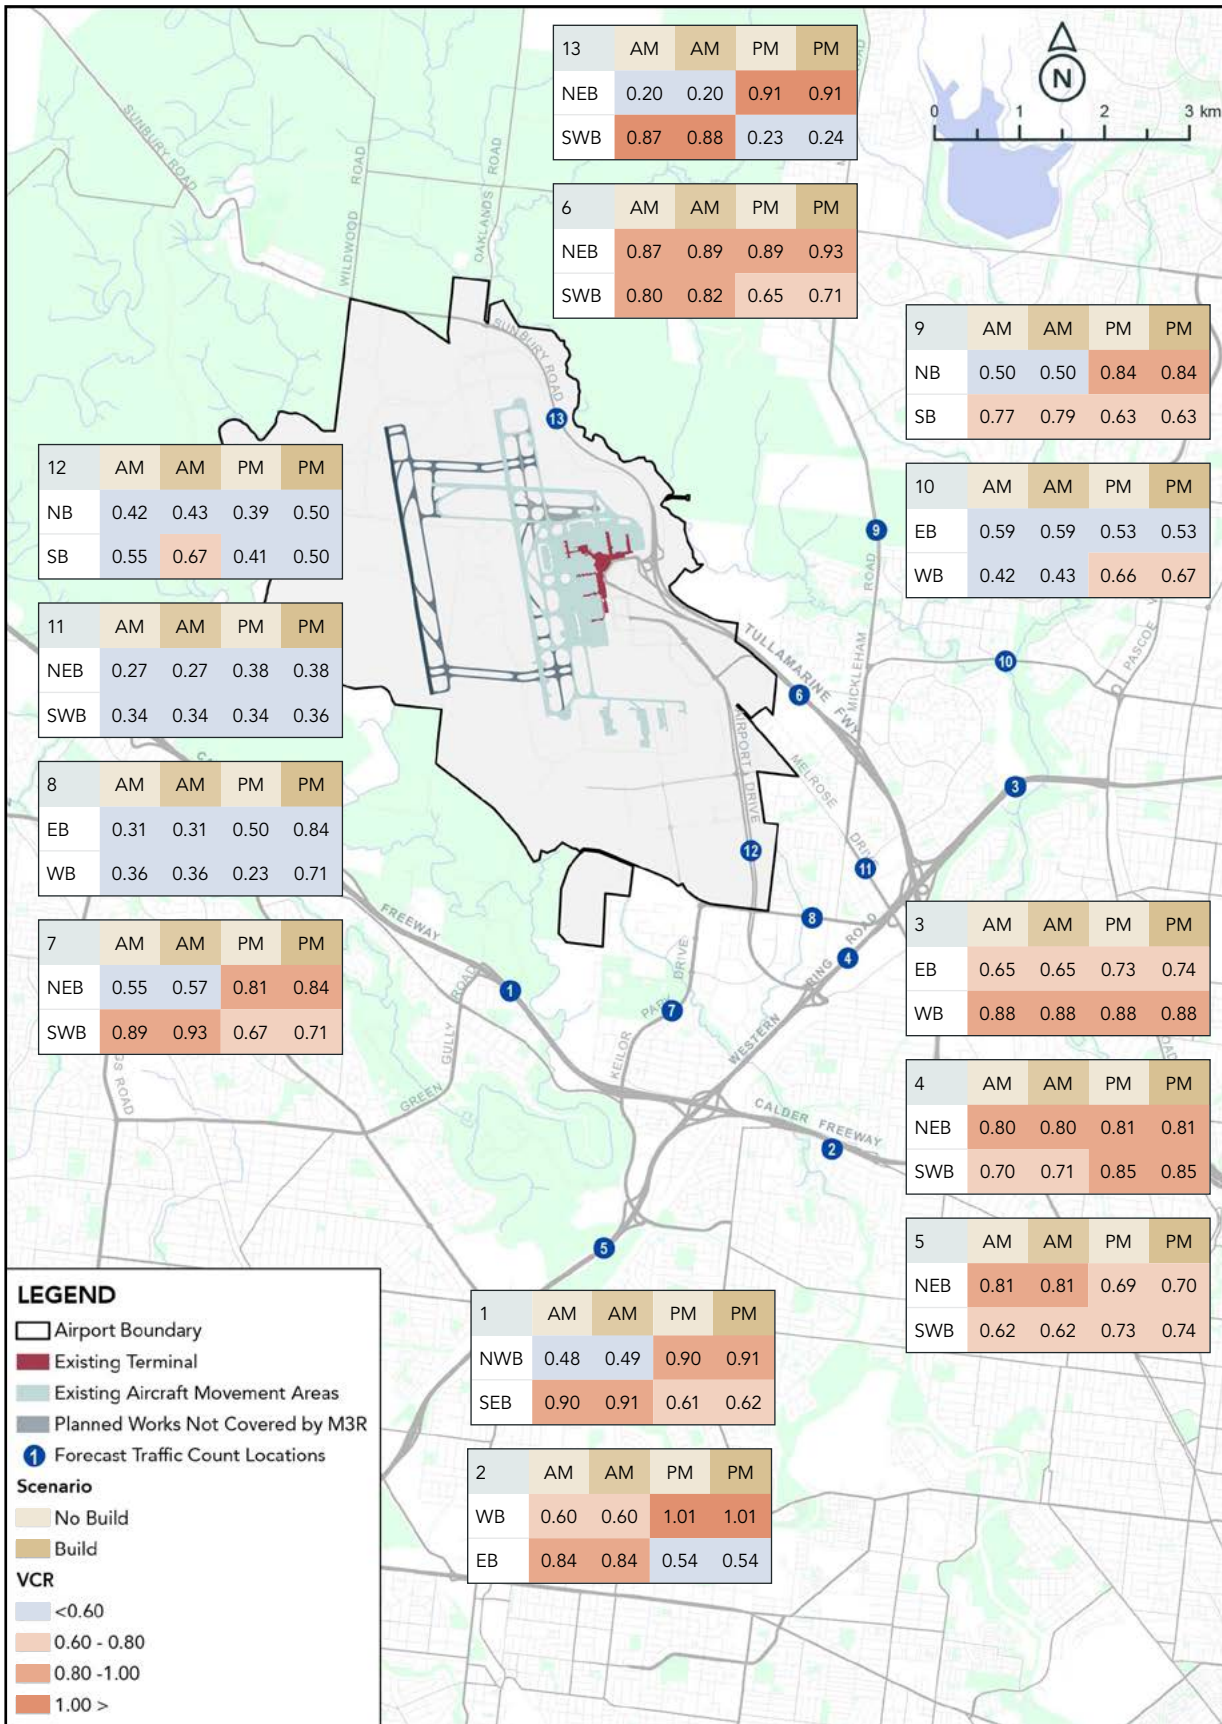 13 AM AM PM PM
NEB 0.20 0.20 0.91 0.91
SWB 0.87 0.88 0.23 0.24
N
0 1 2 3 km
6 AM AM PM PM
NEB 0.87 0.89 0.89 0.93
SWB 0.80 0.82 0.65 0.71
9 AM AM PM PM
NB 0.50 0.50 0.84 0.84
SB 0.77 0.79 0.63 0.63
12 AM AM PM PM
NB 0.42 0.43 0.39 0.50
SB 0.55 0.67 0.41 0.50
10 AM AM PM PM
EB 0.59 0.59 0.53 0.53
WB 0.42 0.43 0.66 0.67
11 AM AM PM PM
NEB 0.27 0.27 0.38 0.38
SWB 0.34 0.34 0.34 0.36
8 AM AM PM PM
EB 0.31 0.31 0.50 0.84
WB 0.36 0.36 0.23 0.71
7 AM AM PM PM
NEB 0.55 0.57 0.81 0.84
SWB 0.89 0.93 0.67 0.71
3 AM AM PM PM
EB 0.65 0.65 0.73 0.74
WB 0.88 0.88 0.88 0.88
4 AM AM PM PM
NEB 0.80 0.80 0.81 0.81
SWB 0.70 0.71 0.85 0.85
5 AM AM PM PM
NEB 0.81 0.81 0.69 0.70
SWB 0.62 0.62 0.73 0.74
1 AM AM PM PM
NWB 0.48 0.49 0.90 0.91
SEB 0.90 0.91 0.61 0.62
2 AM AM PM PM
WB 0.60 0.60 1.01 1.01
EB 0.84 0.84 0.54 0.54
SUNBURY ROAD
WILDWOOD ROAD
OAKLANDS ROAD
ROAD
SUNBURY ROAD
13
9
MICKLEHAM ROAD
10
PASCOE
TULLAMARINE FWY
6
AIRPORT DRIVE
MELROSE DRIVE
3
12
11
8
4
WESTERN RING ROAD
FREEWAY
1
7
KEILOR PARK DRIVE
GREEN GULLY ROAD
CALDER FREEWAY
2
5
ROAD
LEGEND
Airport Boundary
Existing Terminal
Existing Aircraft Movement Areas
Planned Works Not Covered by M3R
1 Forecast Traffic Count Locations
Scenario
No Build
Build
VCR
<0.60
0.60 - 0.80
0.80 -1.00
1.00 >